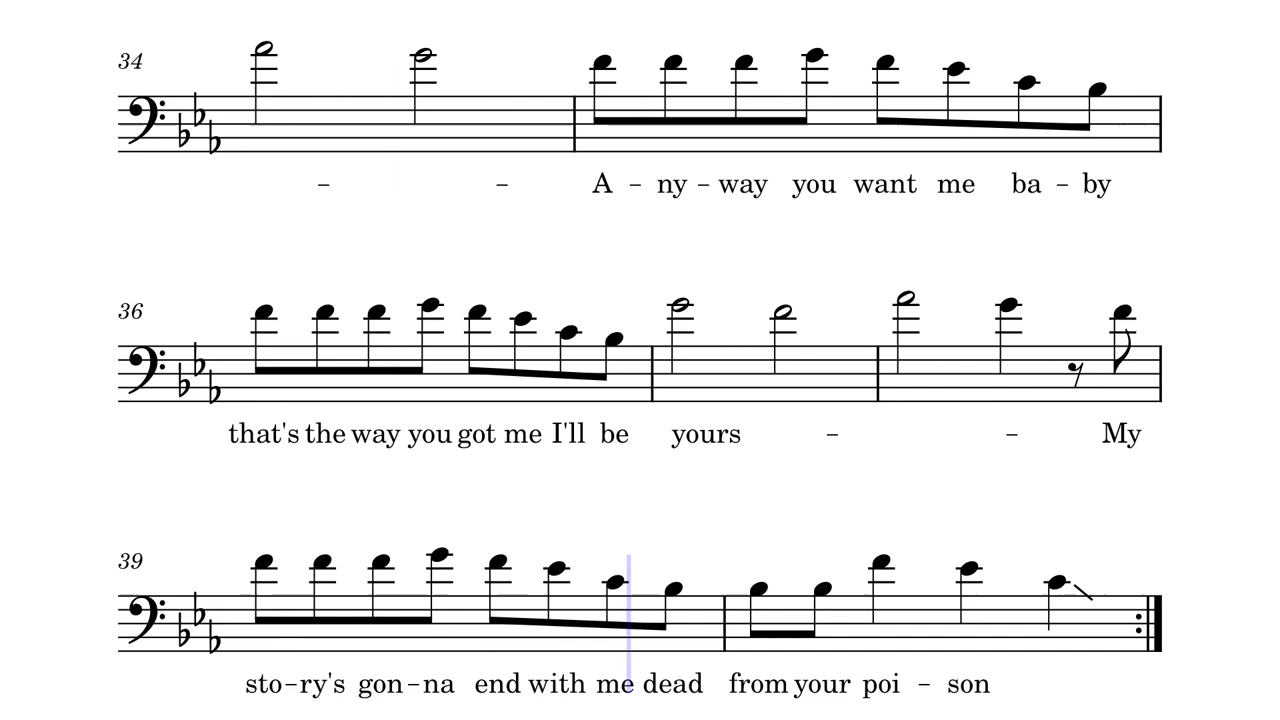 34
- - A - ny - way you want me ba - by
36
that's the way you got me I'll be yours - - My
39
sto - ry's gon - na end with me dead from your poi - son